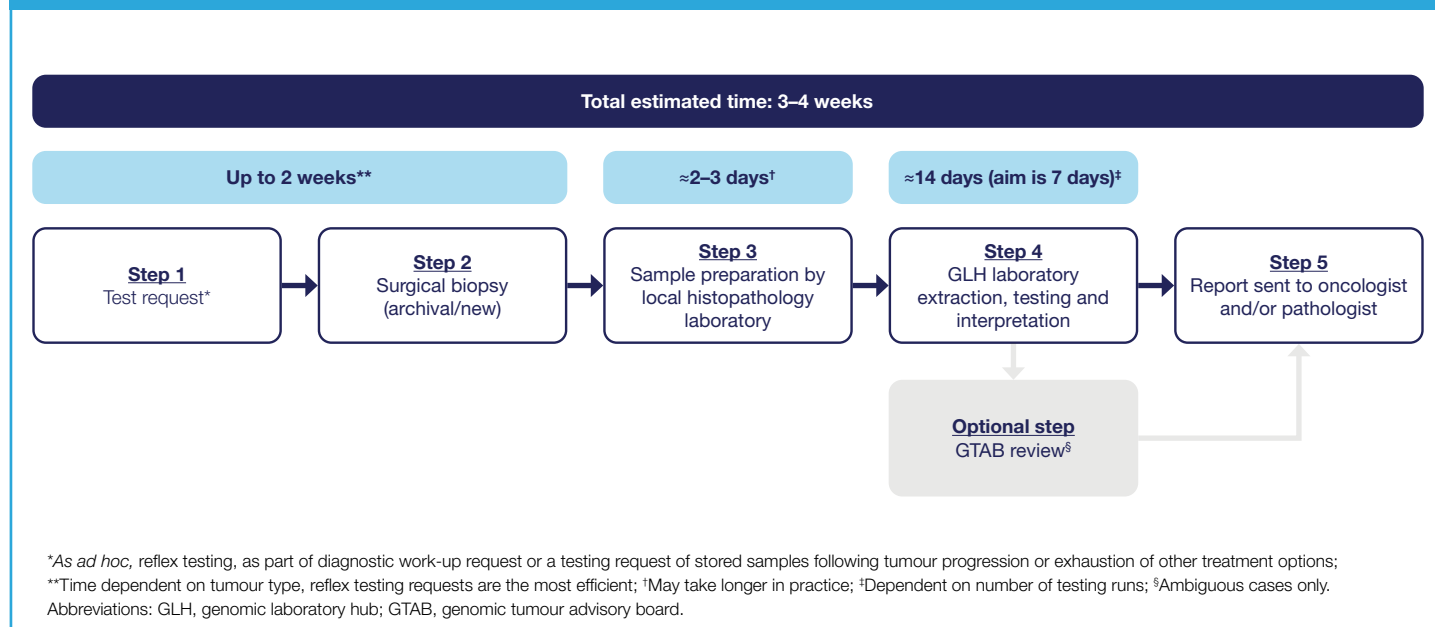 Total estimated time: 3–4 weeks
Up to 2 weeks**
≈2–3 days†
≈14 days (aim is 7 days)‡
Step 1
Test request*
Step 2
Surgical biopsy
(archival/new)
Step 3
Sample preparation by
local histopathology
laboratory
Step 4
GLH laboratory
extraction, testing and
interpretation
Step 5
Report sent to oncologist
and/or pathologist
Optional step
GTAB review§
*As ad hoc, reflex testing, as part of diagnostic work-up request or a testing request of stored samples following tumour progression or exhaustion of other treatment options;
**Time dependent on tumour type, reflex testing requests are the most efficient; †May take longer in practice; ‡Dependent on number of testing runs; §Ambiguous cases only.
Abbreviations: GLH, genomic laboratory hub; GTAB, genomic tumour advisory board.